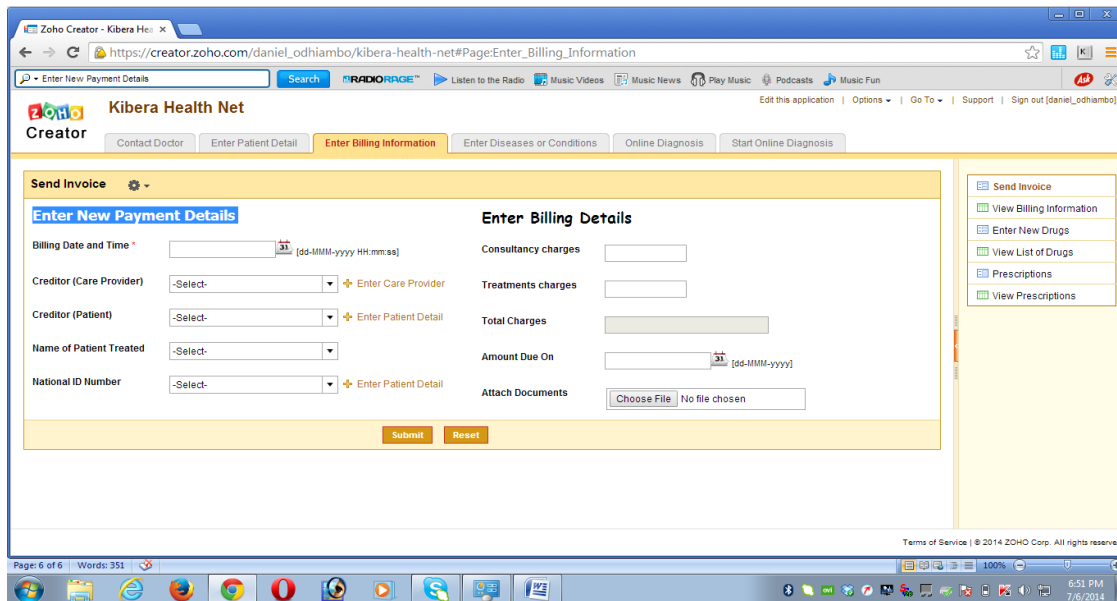 Zoho Creator - Kibera Hea
https://creator.zoho.com/daniel_odhiambo/kibera-health-net#Page:Enter_Billing_Information
Enter New Payment Details Search RADIORAGE™ Listen to the Radio Music Videos Music News Play Music Podcasts Music Fun Ask
Edit this application | Options | Go To | Support | Sign out [daniel_odhiambo]
ZOHO Creator
Kibera Health Net
Contact Doctor Enter Patient Detail Enter Billing Information Enter Diseases or Conditions Online Diagnosis Start Online Diagnosis
Send Invoice
Enter New Payment Details
Billing Date and Time * 31 [dd-MMM-yyyy HH:mm:ss]
Creditor (Care Provider) -Select- Enter Care Provider
Creditor (Patient) -Select- Enter Patient Detail
Name of Patient Treated -Select-
National ID Number -Select- Enter Patient Detail
Enter Billing Details
Consultancy charges
Treatments charges
Total Charges
Amount Due On 31 [dd-MMM-yyyy]
Attach Documents Choose File No file chosen
Submit Reset
Send Invoice
View Billing Information
Enter New Drugs
View List of Drugs
Prescriptions
View Prescriptions
Terms of Service | © 2014 ZOHO Corp. All rights reserve
Page: 6 of 6 Words: 351 100%
6:51 PM
7/6/2014